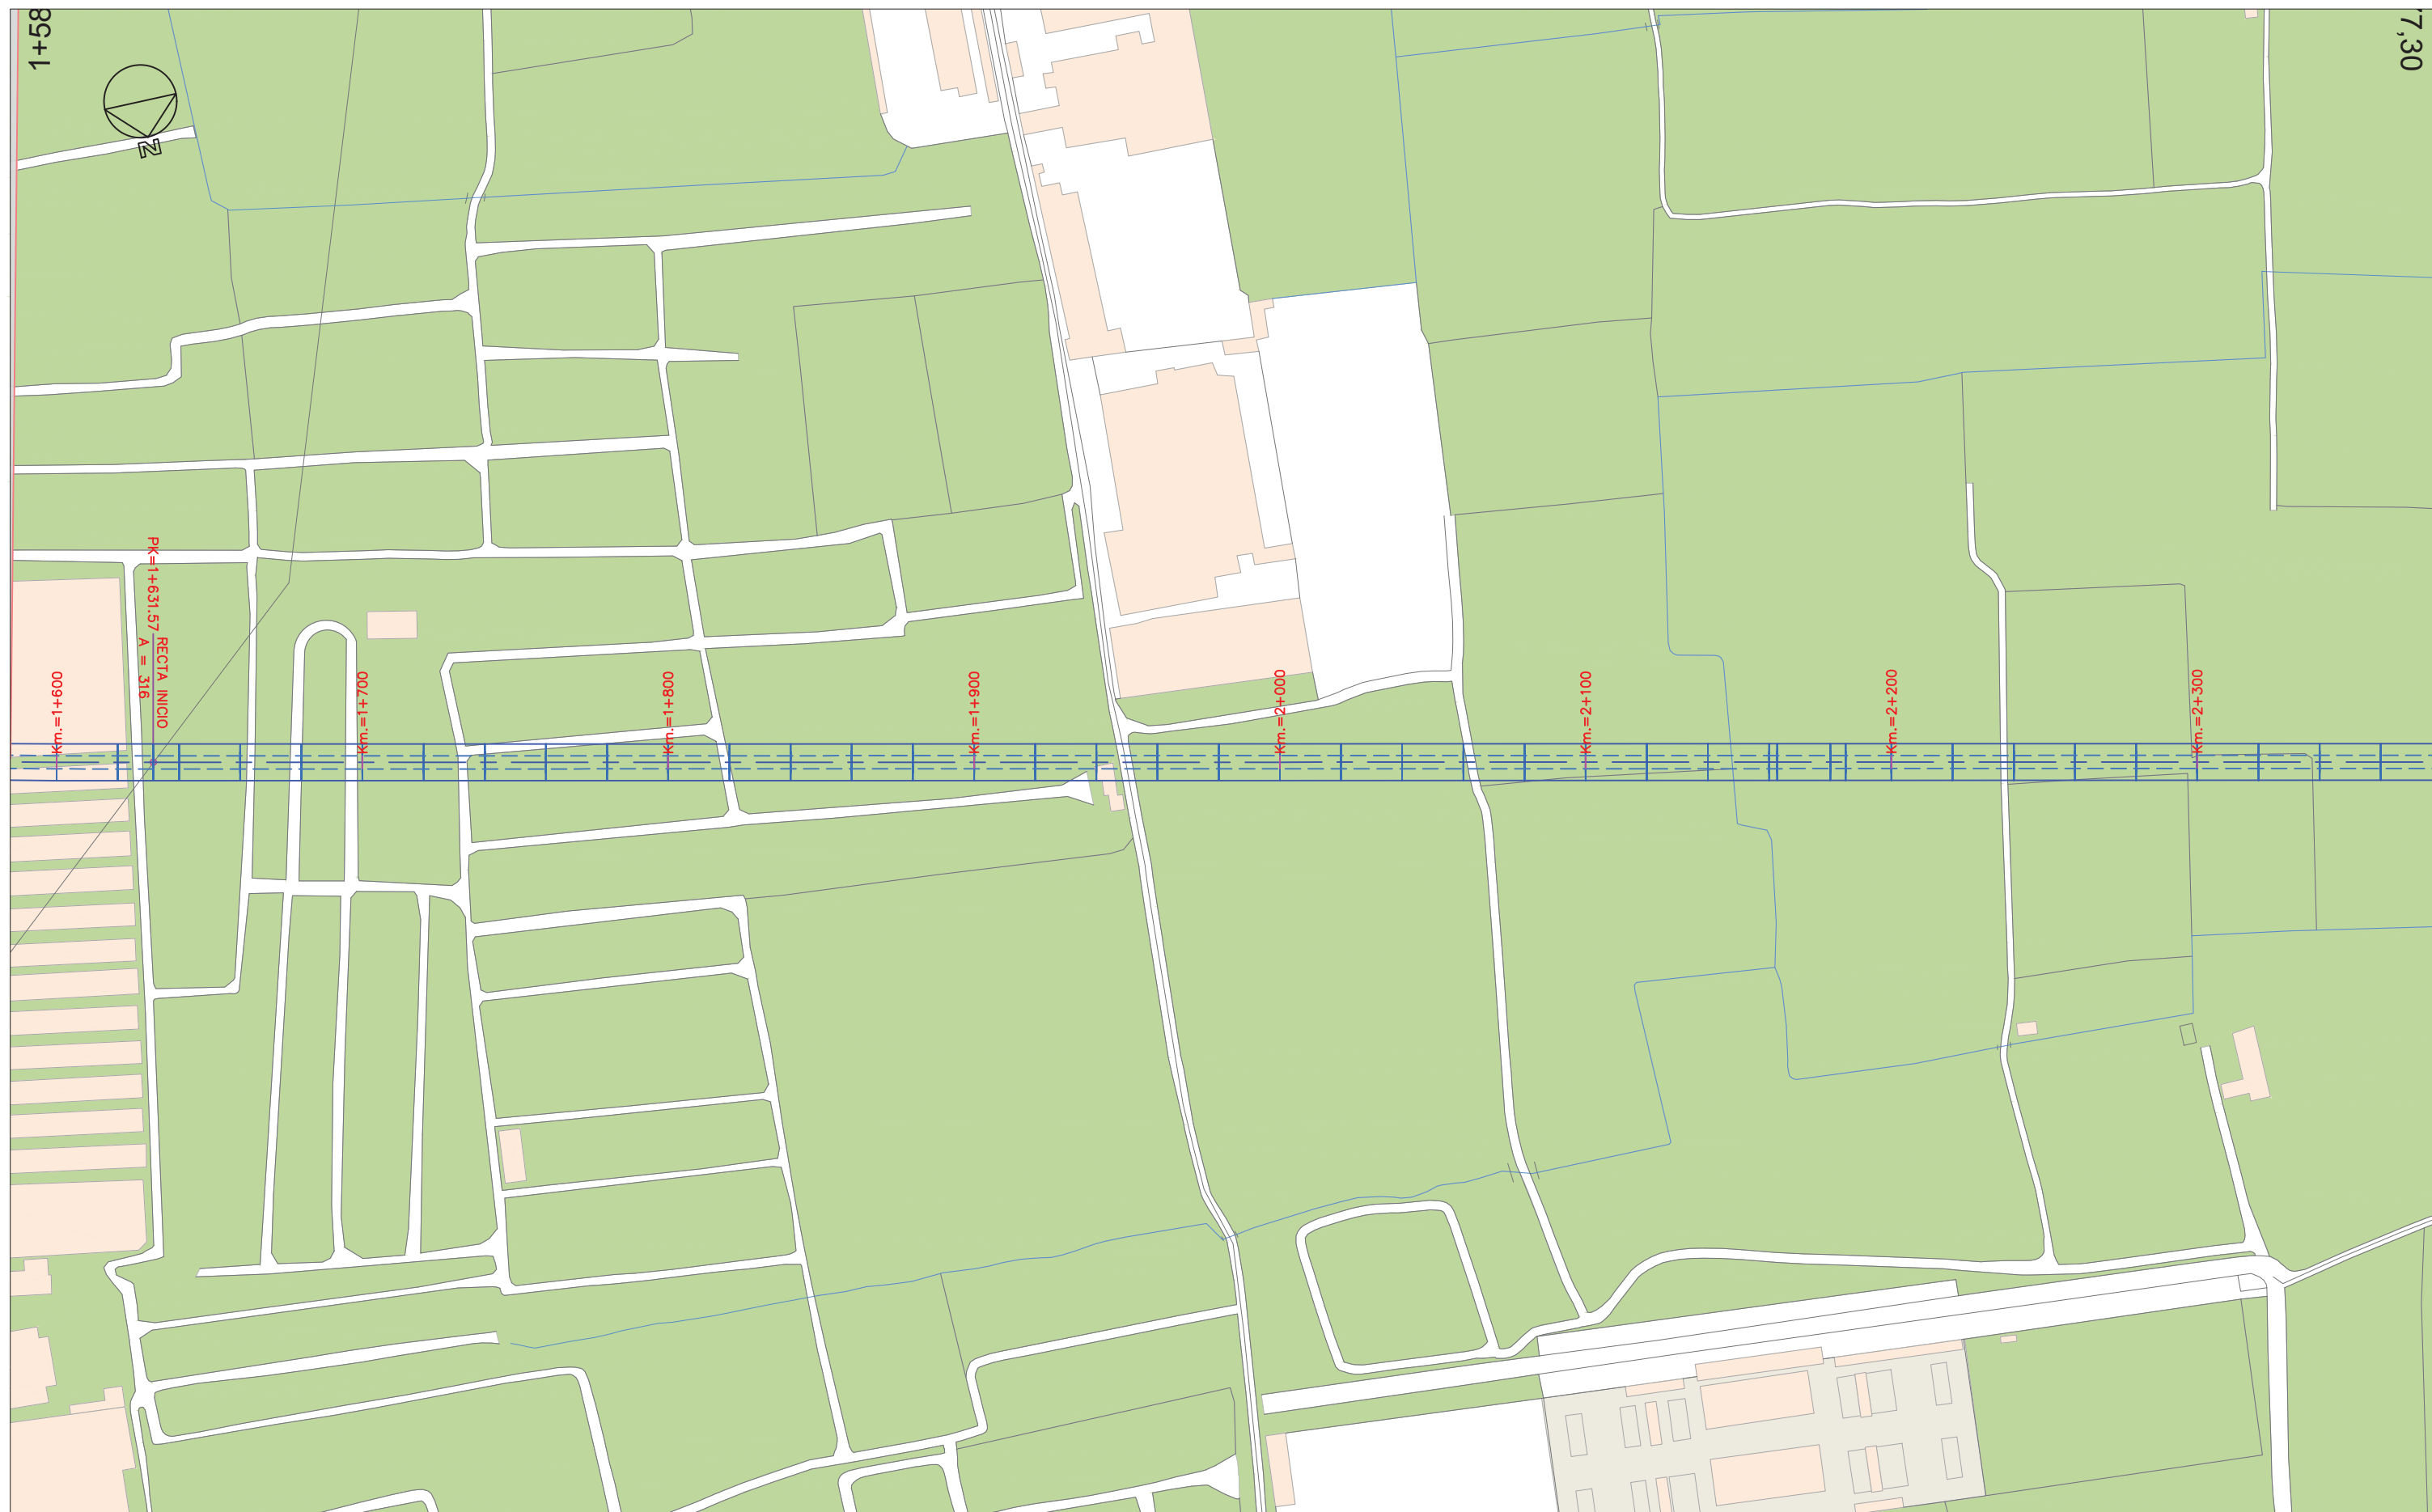 1+58
7,30
N
PK=1+631.57
RECTA INICIO
A = 316
Km.=1+600
Km.=1+700
Km.=1+800
Km.=1+900
Km.=2+000
Km.=2+100
Km.=2+200
Km.=2+300